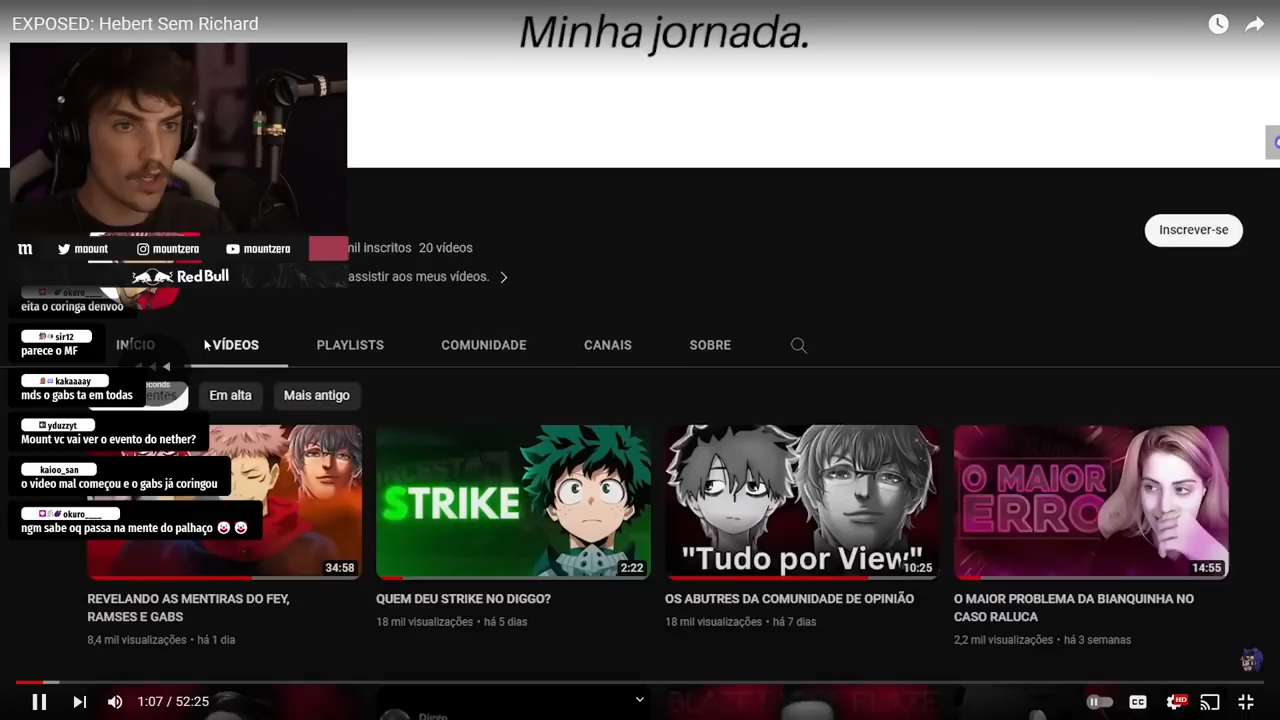 EXPOSED: Hebert Sem Richard
Minha jornada.
m
moount
mountzera
mountzera
Red Bull
mil inscritos 20 vídeos
assistir aos meus vídeos.
Inscrever-se
okuro____
eita o coringa denvoo
sir12
parece o MF
kakaaaay
mds o gabs ta em todas
yduzzyt
Mount vc vai ver o evento do nether?
kaioo_san
o video mal começou e o gabs já coringou
okuro____
ngm sabe oq passa na mente do palhaço
INÍCIO
VÍDEOS
PLAYLISTS
COMUNIDADE
CANAIS
SOBRE
Em alta
Mais antigo
34:58
STRIKE
2:22
"Tudo por View"
10:25
O MAIOR
ERRO
14:55
REVELANDO AS MENTIRAS DO FEY,
RAMSES E GABS
8,4 mil visualizações • há 1 dia
QUEM DEU STRIKE NO DIGGO?
18 mil visualizações • há 5 dias
OS ABUTRES DA COMUNIDADE DE OPINIÃO
18 mil visualizações • há 7 dias
O MAIOR PROBLEMA DA BIANQUINHA NO
CASO RALUCA
2,2 mil visualizações • há 3 semanas
1:07 / 52:25
CC
HD
Diggo